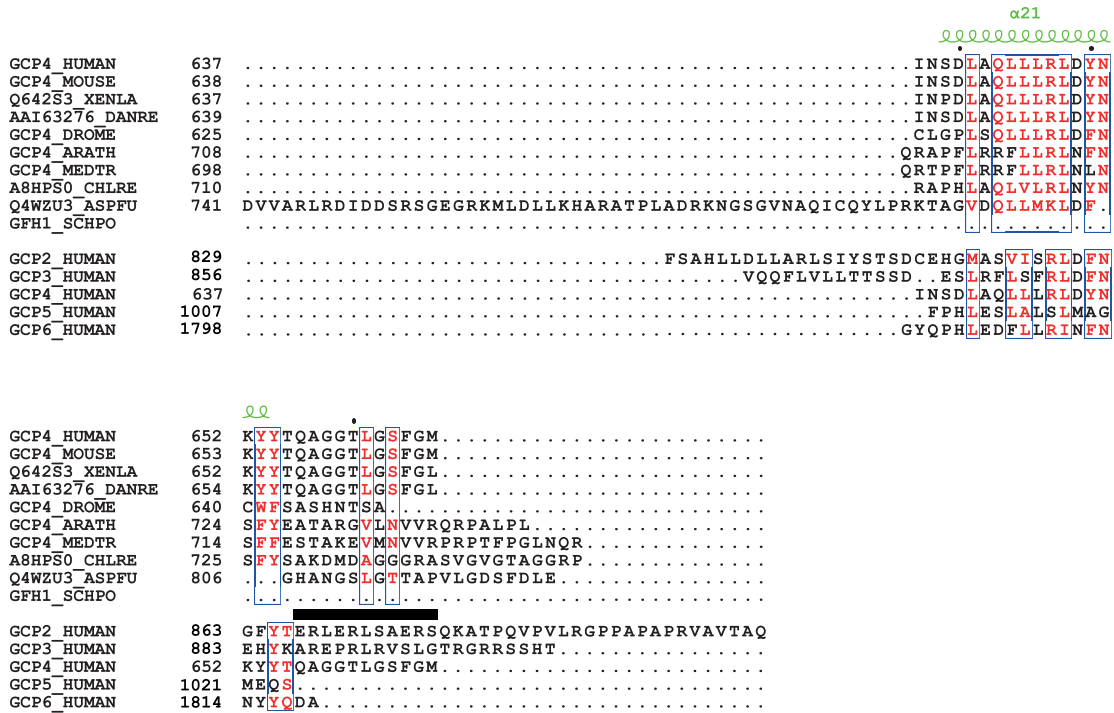 α21
GCP4_HUMAN 637 ...................................................INSDLAQLLLRLDYN
GCP4_MOUSE 638 ...................................................INSDLAQLLLRLDYN
Q642S3_XENLA 637 ...................................................INPDLAQLLLRLDYN
AAI63276_DANRE 639 ...................................................INSDLAQLLLRLDYN
GCP4_DROME 625 ...................................................CLGPLSQLLLRLDFN
GCP4_ARATH 708 ..................................................QRAPFLRRFLLRLNFN
GCP4_MEDTR 698 ..................................................QRTPFLRRFLLRLNLN
A8HPS0_CHLRE 710 ...................................................RAPHLAQLVLRLNYN
Q4WZU3_ASPFU 741 DVVARLRDIDDSRSGEGRKMLDLLKHARATPLADRKNGSGVNAQICQYLPRKTAGVDQLLMKLDF.
GFH1_SCHPO ..................................................................
GCP2_HUMAN 829 ................................FSAHLLDLLARLSIYSTSDCEHGMASVISRLDFN
GCP3_HUMAN 856 ......................................VQQFLVLLTTSSD..ESLRFLSFRLDFN
GCP4_HUMAN 637 ...................................................INSDLAQLLLRLDYN
GCP5_HUMAN 1007 ....................................................FPHLESLALSLMAG
GCP6_HUMAN 1798 ..................................................GYQPHLEDFLLRINFN
GCP4_HUMAN 652 KYYTQAGGTLGSFGM.........................
GCP4_MOUSE 653 KYYTQAGGTLGSFGM.........................
Q642S3_XENLA 652 KYYTQAGGTLGSFGL.........................
AAI63276_DANRE 654 KYYTQAGGTLGSFGL.........................
GCP4_DROME 640 CWFSASHNTSA.............................
GCP4_ARATH 724 SFYEATARGVLNVVRQRPALPL..................
GCP4_MEDTR 714 SFFESTAKEVMNVVRPRPTFPGLNQR..............
A8HPS0_CHLRE 725 SFYSAKDMDAGGGRASVGVGTAGGRP..............
Q4WZU3_ASPFU 806 ...GHANGSLGTTAPVLGDSFDLE................
GFH1_SCHPO ........................................
GCP2_HUMAN 863 GFYTERLERLSAERSQKATPQVPVLRGPPAPAPRVAVTAQ
GCP3_HUMAN 883 EHYKAREPRLRVSLGTRGRRSSHT................
GCP4_HUMAN 652 KYYTQAGGTLGSFGM.........................
GCP5_HUMAN 1021 MEQS....................................
GCP6_HUMAN 1814 NYYQDA..................................